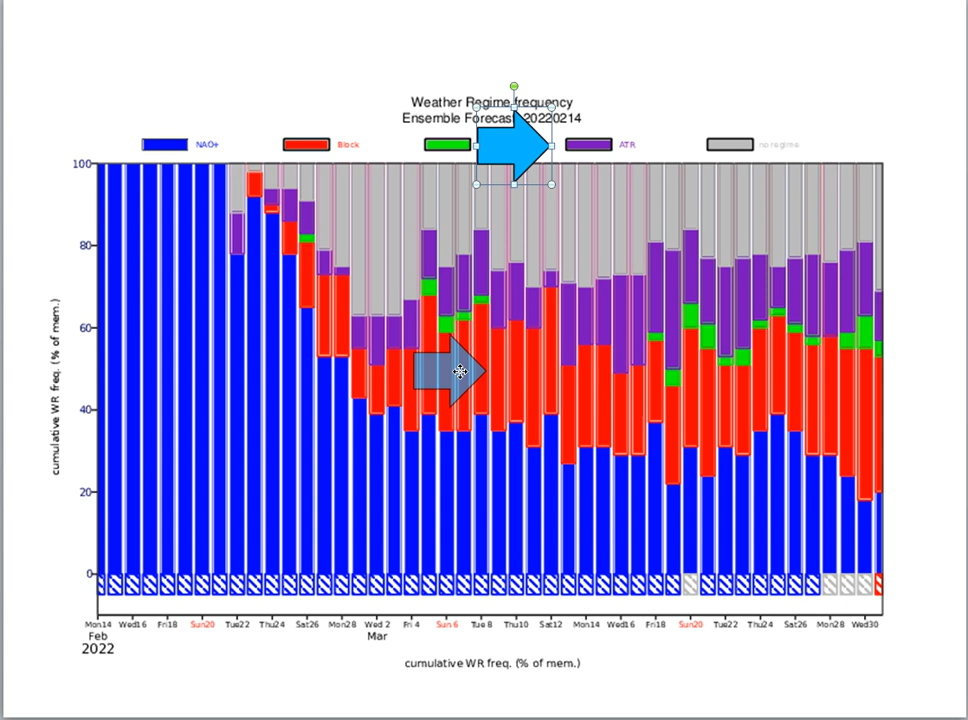 Weather Regime frequency
Ensemble Forecast 20220214
NAO+ Block ATR no regime
100
80
60
40
20
0
cumulative WR freq. (% of mem.)
Mon14 Wed16 Fri18 Sun20 Tue22 Thu24 Sat26 Mon28 Wed 2 Fri 4 Sun 6 Tue 8 Thu10 Sat12 Mon14 Wed16 Fri18 Sun20 Tue22 Thu24 Sat26 Mon28 Wed30
Feb Mar
2022
cumulative WR freq. (% of mem.)